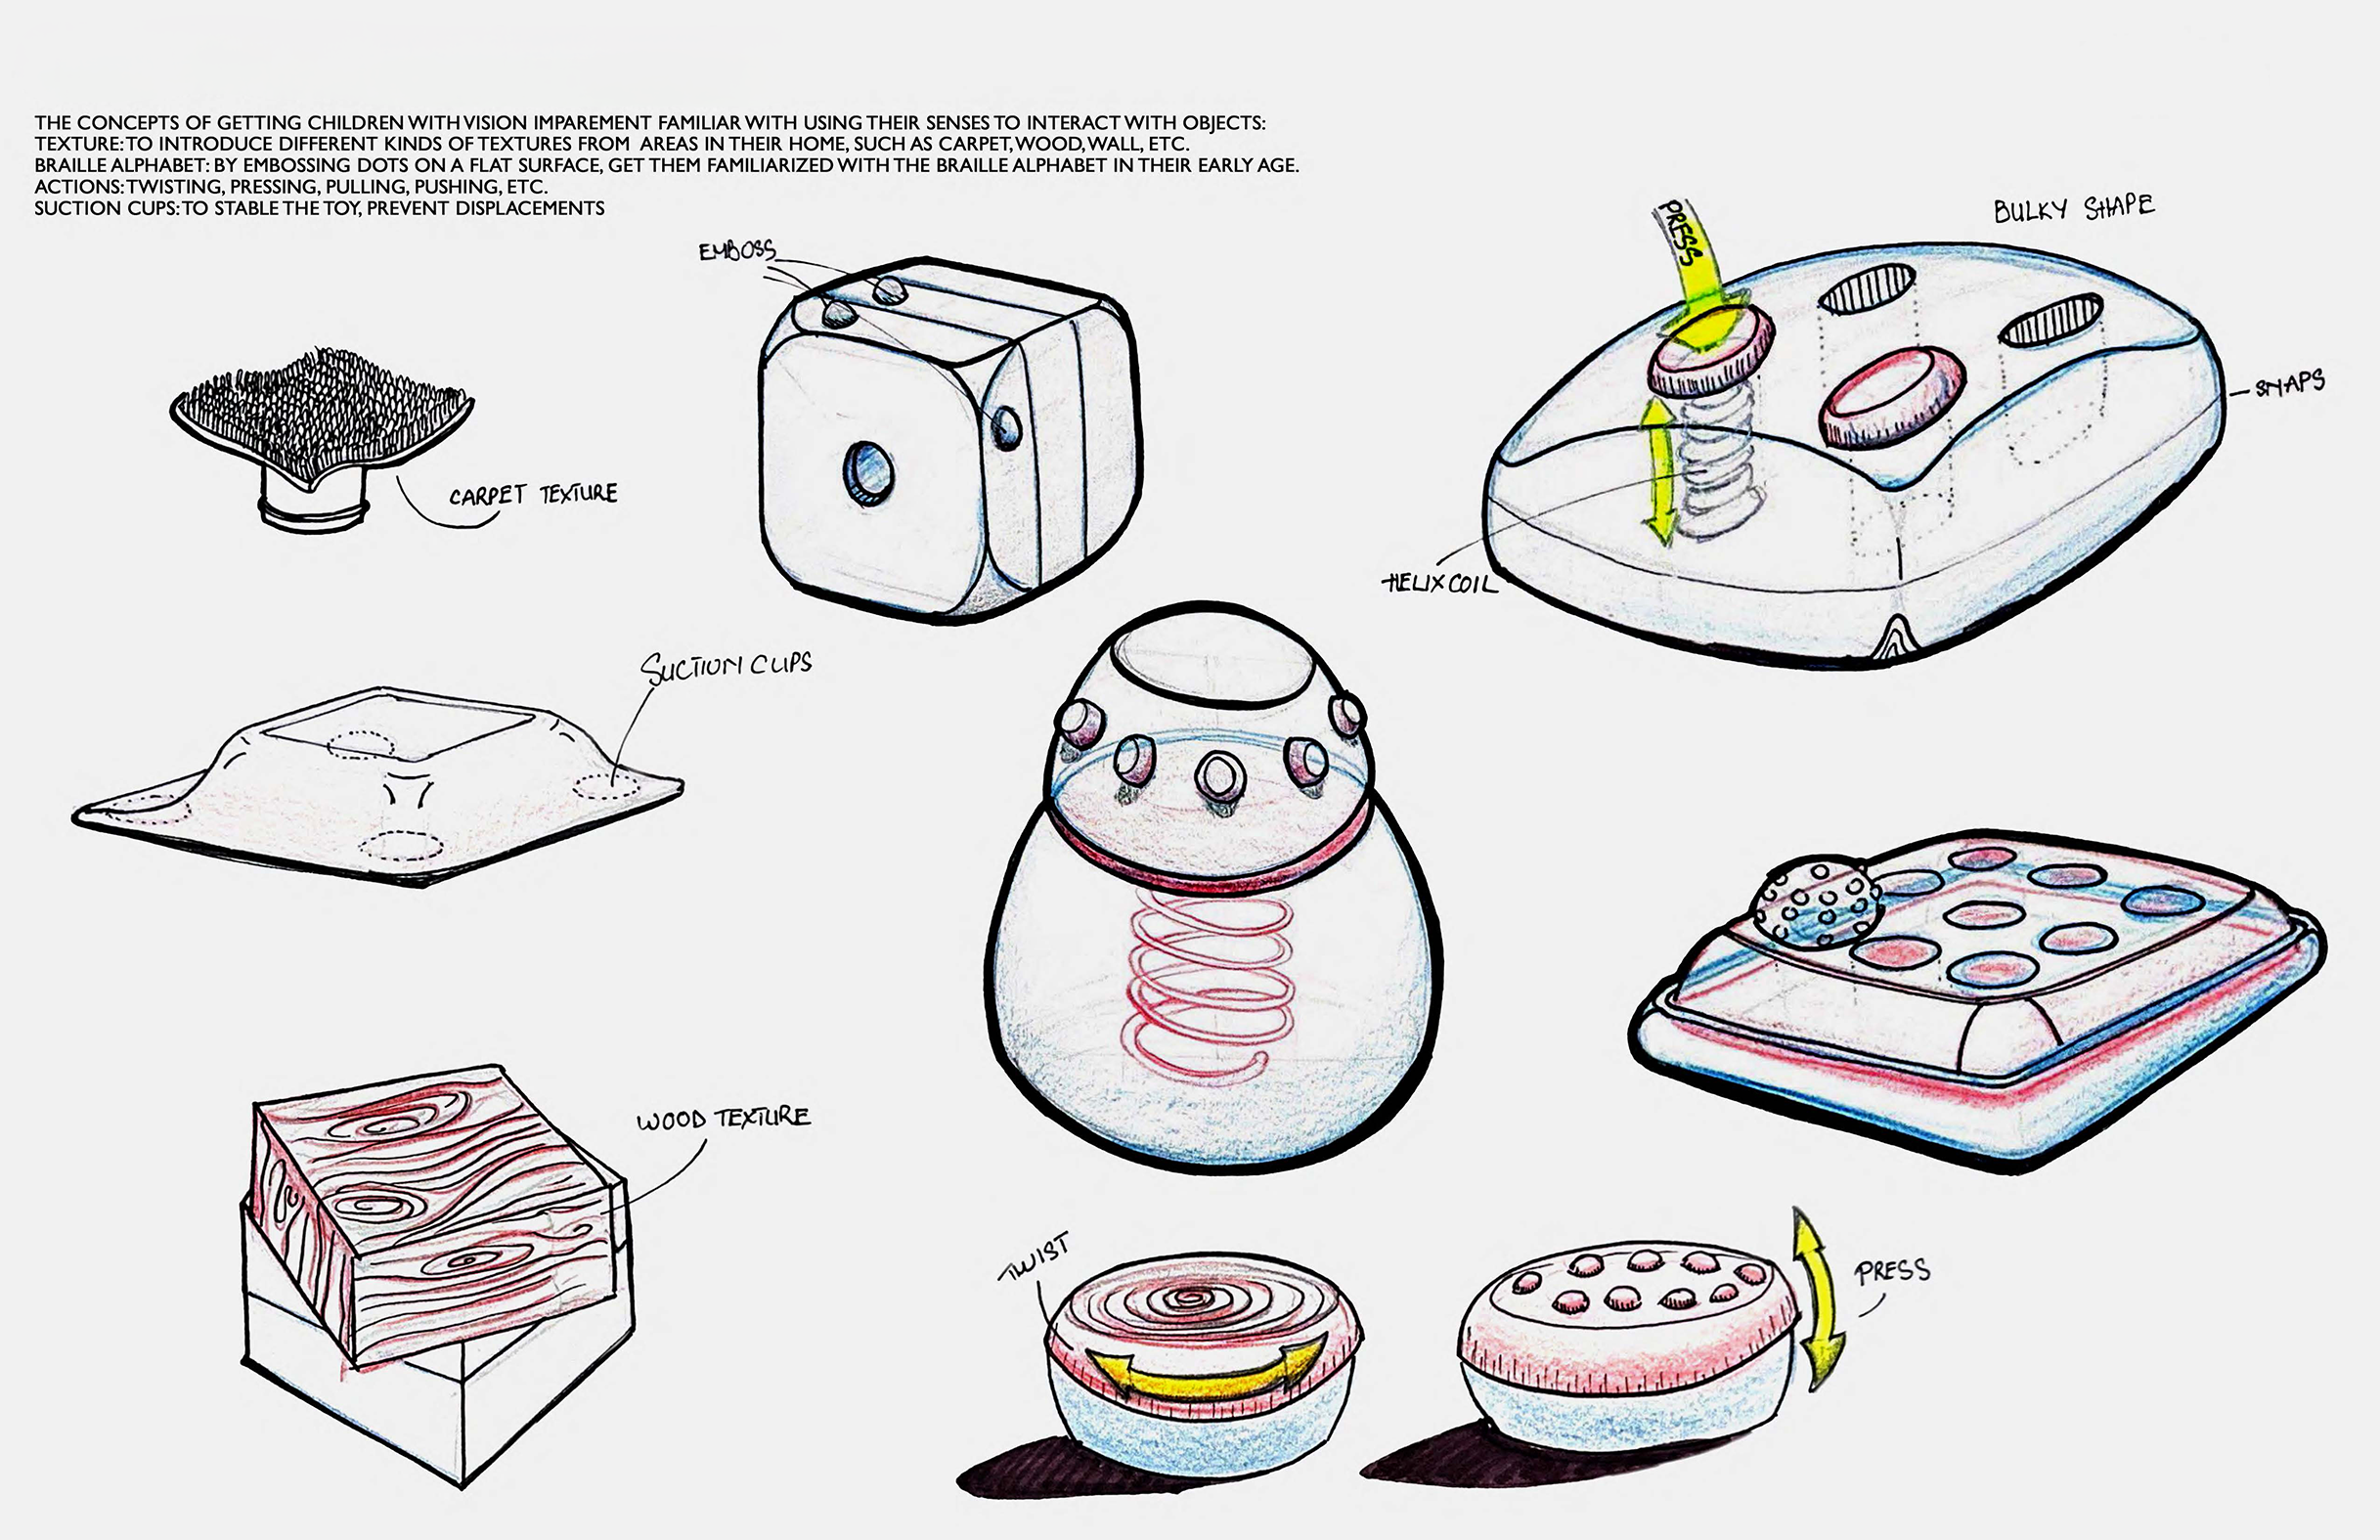 THE CONCEPTS OF GETTING CHILDREN WITH VISION IMPAREMENT FAMILIAR WITH USING THEIR SENSES TO INTERACT WITH OBJECTS:
TEXTURE: TO INTRODUCE DIFFERENT KINDS OF TEXTURES FROM AREAS IN THEIR HOME, SUCH AS CARPET, WOOD, WALL, ETC.
BRAILLE ALPHABET: BY EMBOSSING DOTS ON A FLAT SURFACE, GET THEM FAMILIARIZED WITH THE BRAILLE ALPHABET IN THEIR EARLY AGE.
ACTIONS: TWISTING, PRESSING, PULLING, PUSHING, ETC.
SUCTION CUPS: TO STABLE THE TOY, PREVENT DISPLACEMENTS
EMBOSS
PRESS
BULKY SHAPE
SNAPS
CARPET TEXTURE
HELIX COIL
SUCTION CUPS
WOOD TEXTURE
TWIST
PRESS